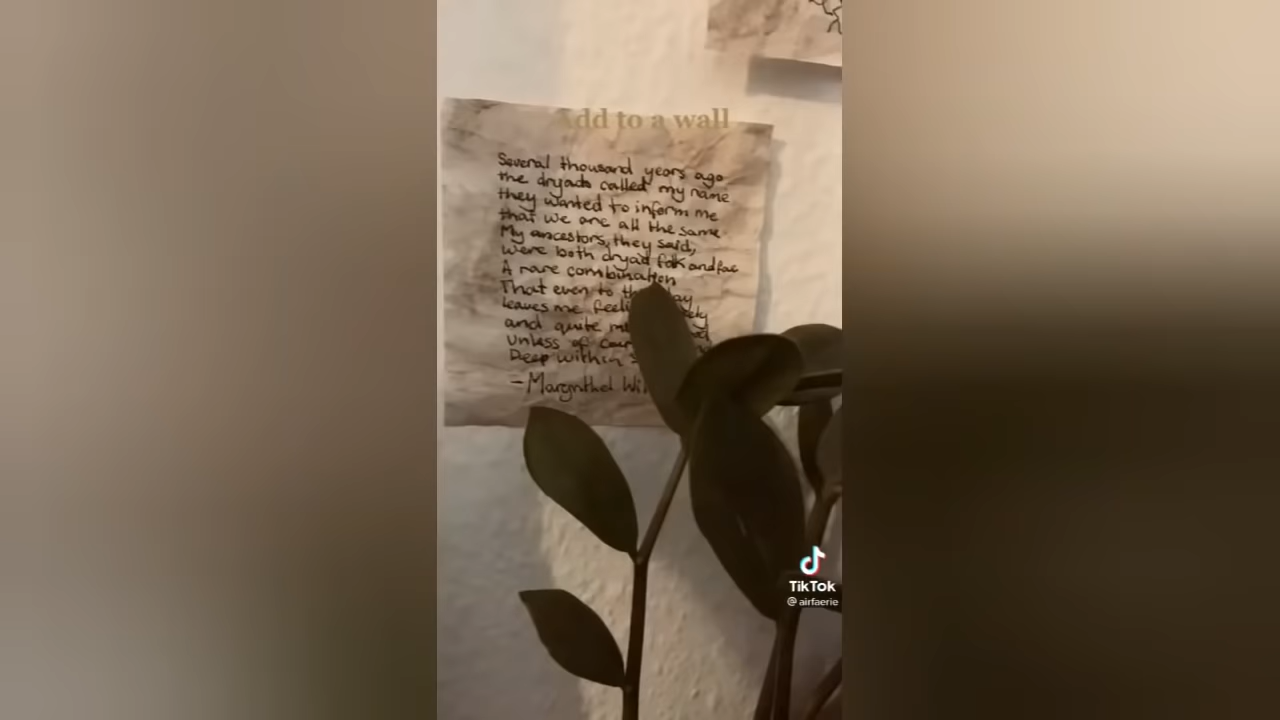 Add to a wall
Several thousand years ago
the dryads called my name
they wanted to inform me
that we are all the same
My ancestors, they said,
Were both dryad folk and fae
A rare combination
That even to
leaves me
and quite
Unless of
Deep within
TikTok
@airfaerie